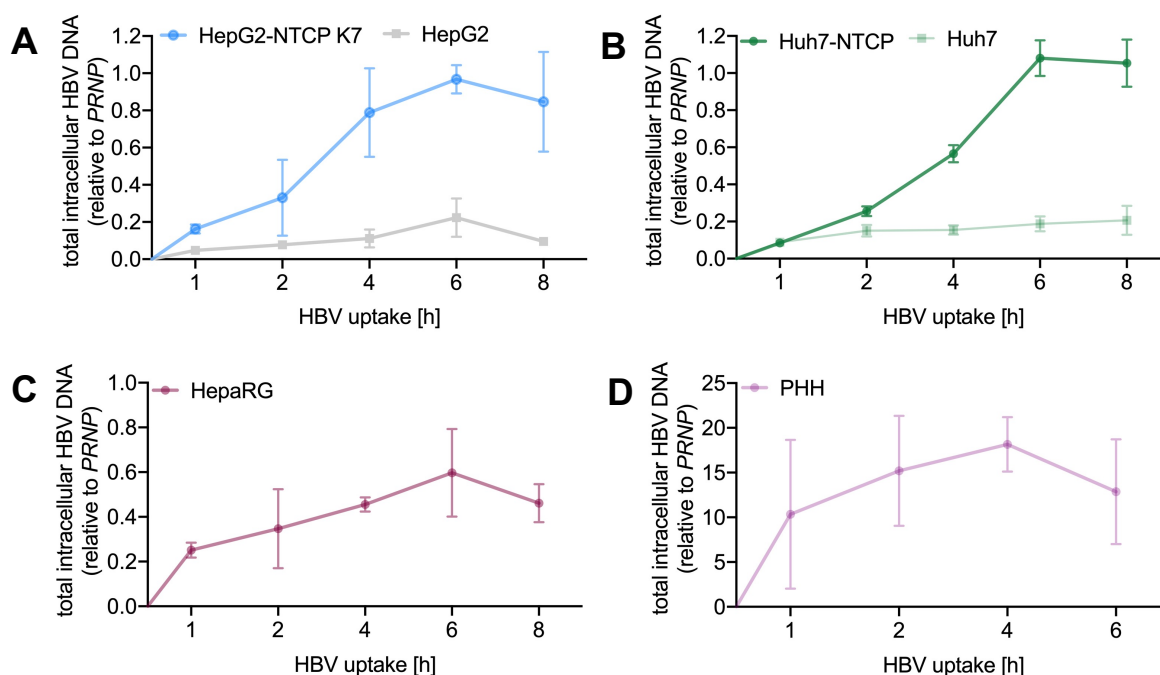 A
HepG2-NTCP K7
HepG2
total intracellular HBV DNA
(relative to PRNP)
1.2
1.0
0.8
0.6
0.4
0.2
0.0
1 2 4 6 8
HBV uptake [h]
B
Huh7-NTCP
Huh7
total intracellular HBV DNA
(relative to PRNP)
1.2
1.0
0.8
0.6
0.4
0.2
0.0
1 2 4 6 8
HBV uptake [h]
C
HepaRG
total intracellular HBV DNA
(relative to PRNP)
1.0
0.8
0.6
0.4
0.2
0.0
1 2 4 6 8
HBV uptake [h]
D
PHH
total intracellular HBV DNA
(relative to PRNP)
25
20
15
10
5
0
1 2 4 6
HBV uptake [h]